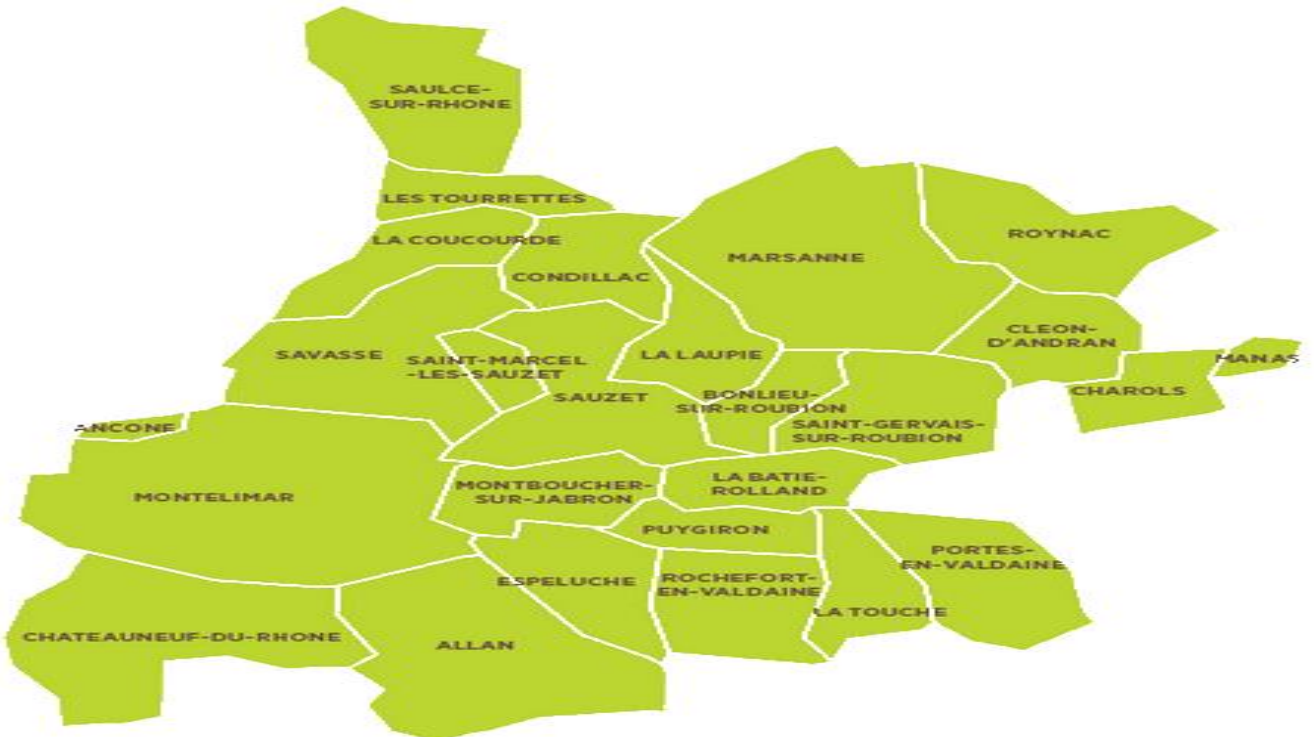 SAULCE-
SUR-RHONE
LES TOURRETTES
LA COUCOURDE
ROYNAC
MARSANNE
CONDILLAC
CLEON-
D'ANDRAN
SAVASSE
SAINT-MARCEL
-LES-SAUZET
LA LAUPIE
MANAS
CHAROLS
SAUZET
BONLIEU-
SUR-ROUBION
ANCONE
SAINT-GERVAIS-
SUR-ROUBION
MONTELIMAR
MONTBOUCHER-
SUR-JABRON
LA BATIE-
ROLLAND
PUYGIRON
PORTES-
EN-VALDAINE
ESPELUCHE
ROCHEFORT-
EN-VALDAINE
LA TOUCHE
CHATEAUNEUF-DU-RHONE
ALLAN